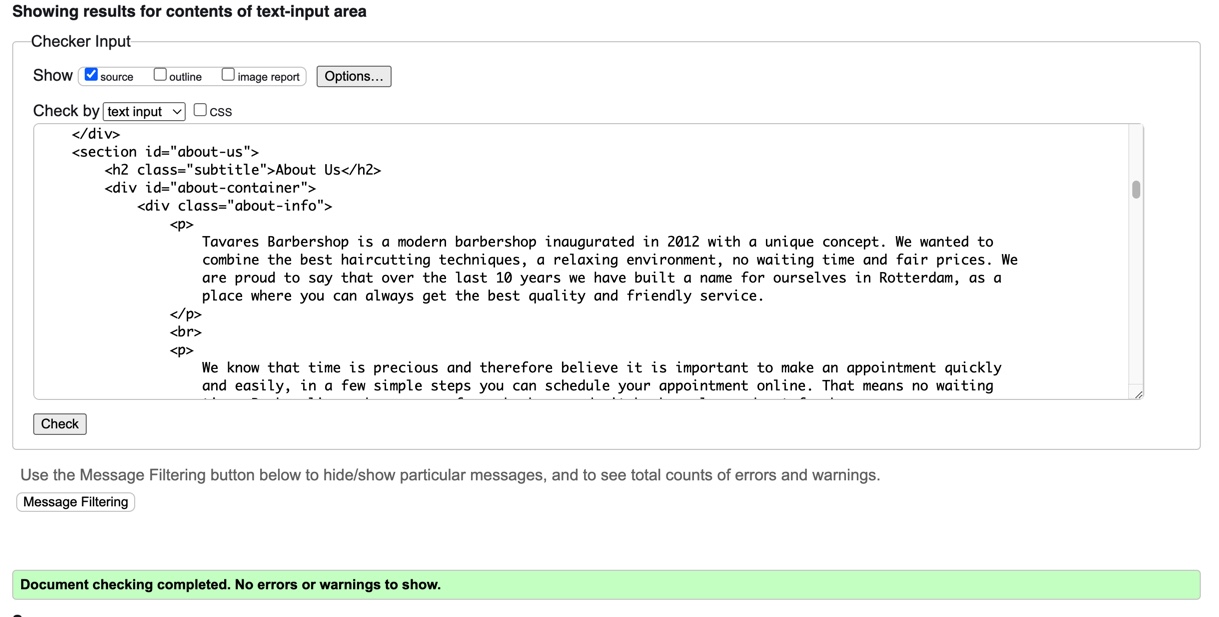 Showing results for contents of text-input area
Checker Input
Show source outline image report Options...
Check by text input css
</div>
<section id="about-us">
<h2 class="subtitle">About Us</h2>
<div id="about-container">
<div class="about-info">
<p>
Tavares Barbershop is a modern barbershop inaugurated in 2012 with a unique concept. We wanted to
combine the best haircutting techniques, a relaxing environment, no waiting time and fair prices. We
are proud to say that over the last 10 years we have built a name for ourselves in Rotterdam, as a
place where you can always get the best quality and friendly service.
</p>
<br>
<p>
We know that time is precious and therefore believe it is important to make an appointment quickly
and easily, in a few simple steps you can schedule your appointment online. That means no waiting
Check
Use the Message Filtering button below to hide/show particular messages, and to see total counts of errors and warnings.
Message Filtering
Document checking completed. No errors or warnings to show.